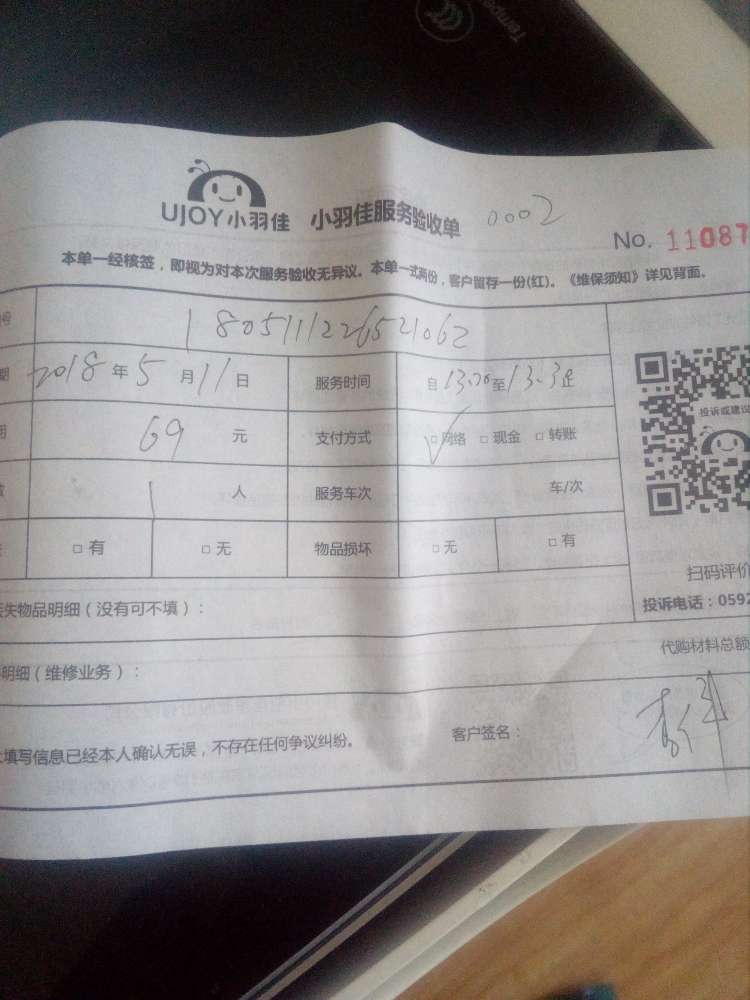 Tempe
UJOY小羽佳 小羽佳服务验收单 0002
No. 11087
本单一经核签，即视为对本次服务验收无异议。本单一式两份，客户留存一份(红)。《维保须知》详见背面。
号 1805111226521062
期 2018年5月11日 服务时间 自13.20至13.3
69元 支付方式 □网络 □现金 □转账
投诉或建议
1人 服务车次 车/次
□有 □无 物品损坏 □无 □有
扫码评价
失物品明细（没有可不填）：
投诉电话：0592
明细（维修业务）：
代购材料总额
填写信息已经本人确认无误，不存在任何争议纠纷。 客户签名：